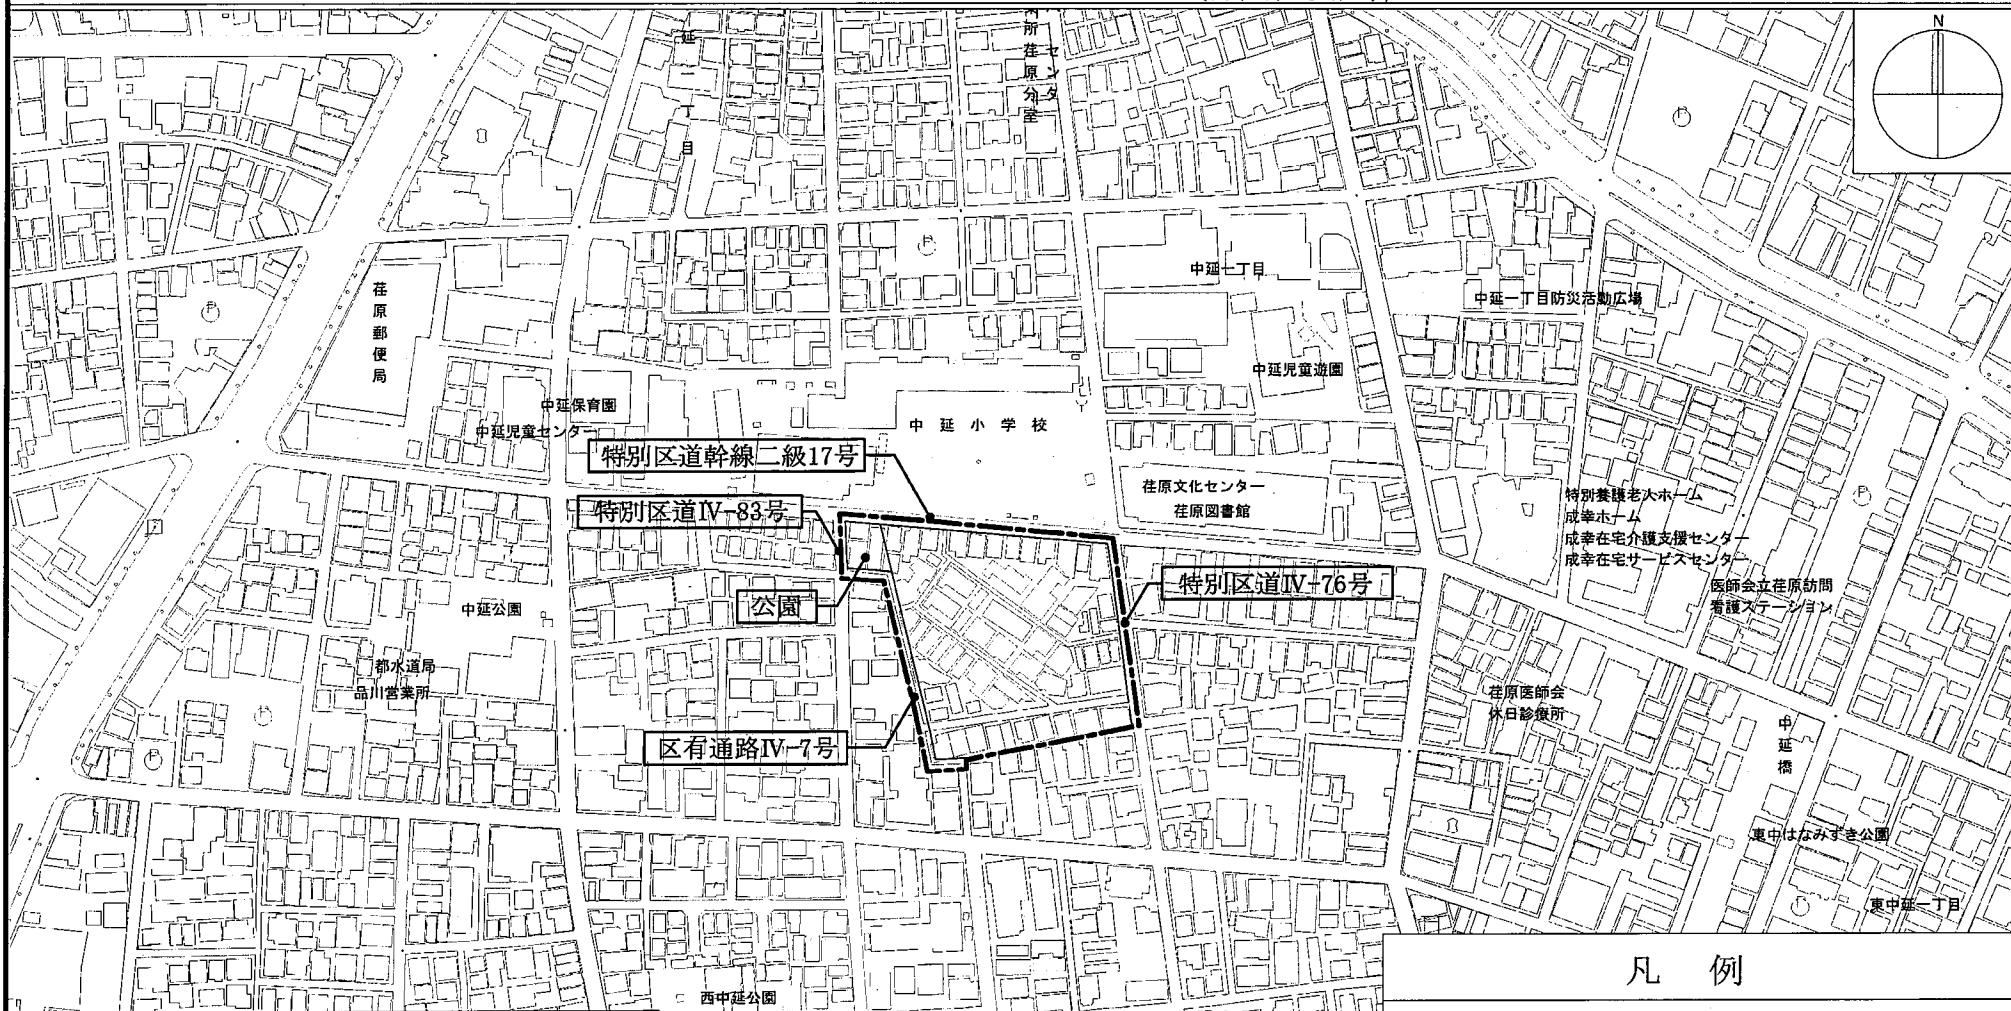 N
延一丁目
所荏原分室
センタ
P
P
中延一丁目
中延一丁目防災活動広場
荏原郵便局
P
中延児童遊園
中延保育園
中延児童センター
中延小学校
特別区道幹線二級17号
荏原文化センター
荏原図書館
特別養護老人ホーム
成幸ホーム
成幸在宅介護支援センター
成幸在宅サービスセンター
P
特別区道Ⅳ-83号
特別区道Ⅳ-76号
公園
医師会立荏原訪問
看護ステーション
中延公園
都水道局
品川営業所
荏原医師会
休日診療所
中延橋
区有通路Ⅳ-7号
P
東中はなみずき公園
東中延一丁目
西中延公園
凡例